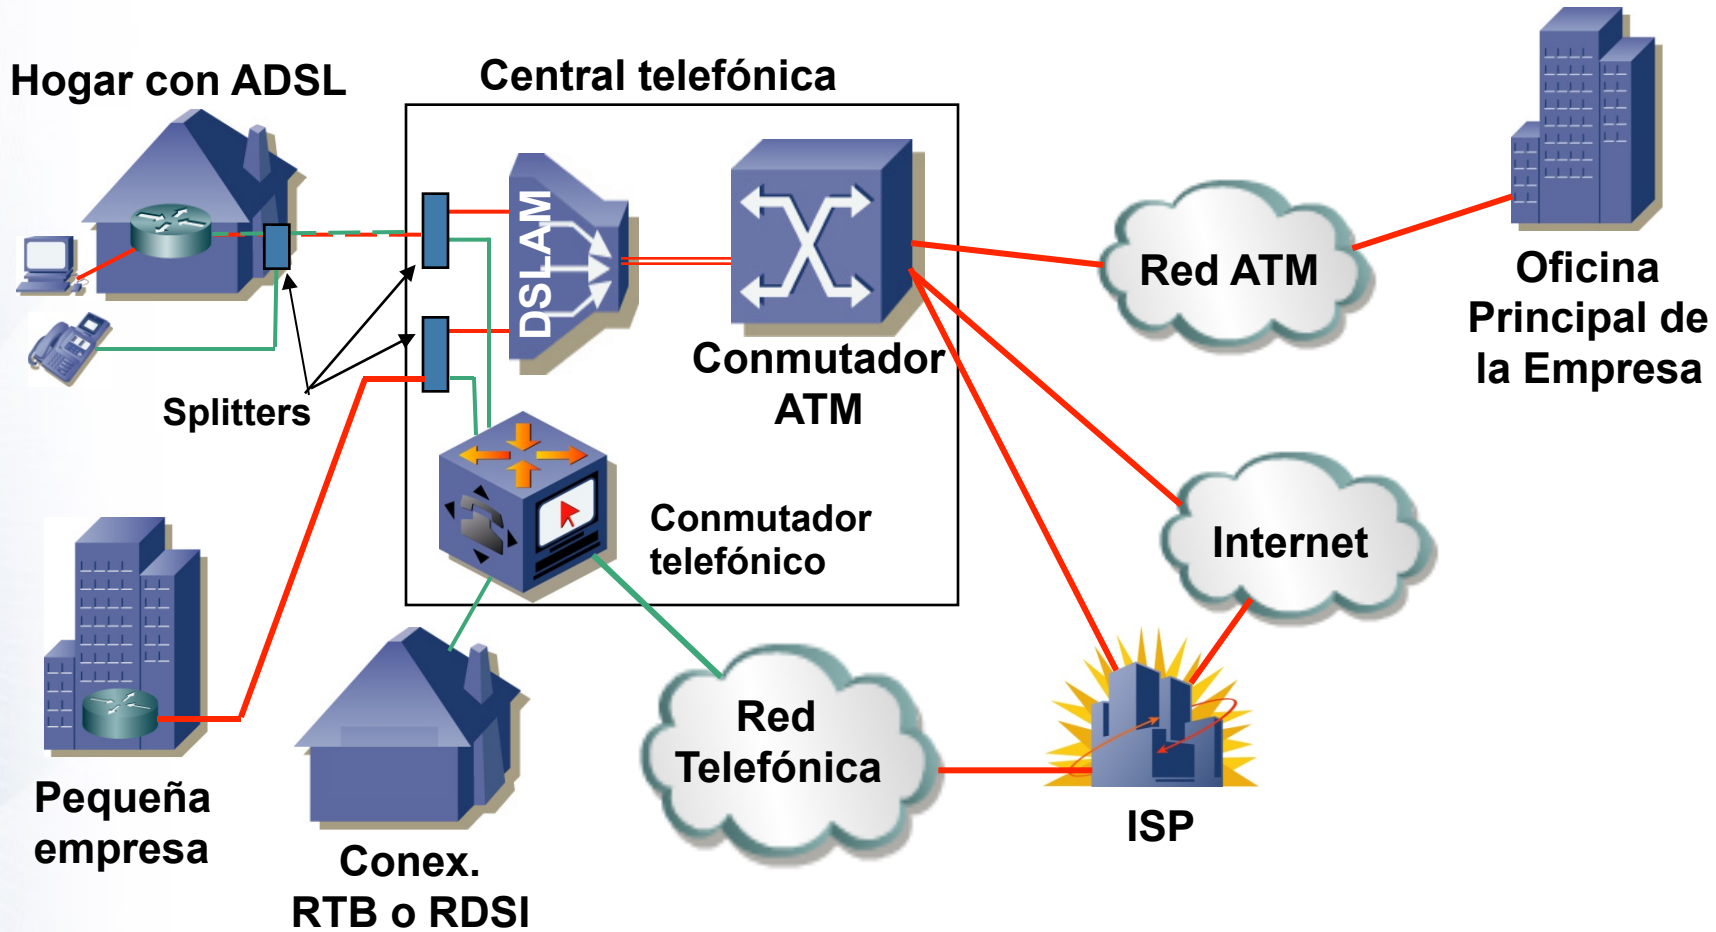 Hogar con ADSL
Central telefónica
DSLAM
Conmutador
ATM
Red ATM
Oficina
Principal de
la Empresa
Splitters
Conmutador
telefónico
Internet
Pequeña
empresa
Conex.
RTB o RDSI
Red
Telefónica
ISP